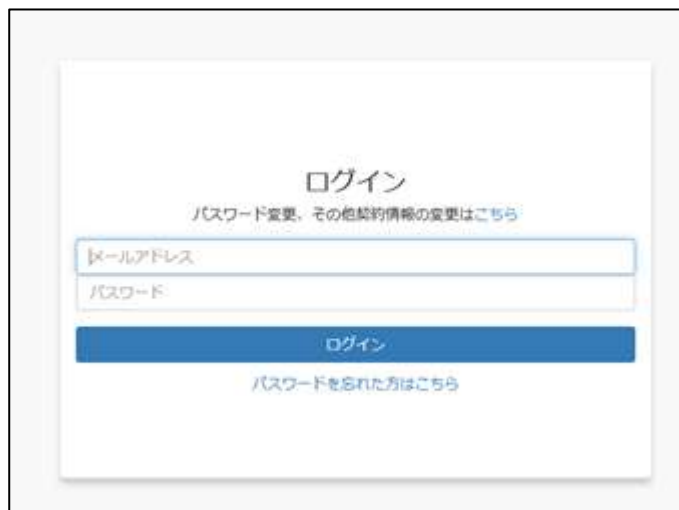 ログイン
パスワード変更、その他契約情報の変更はこちら
メールアドレス
パスワード
ログイン
パスワードを忘れた方はこちら